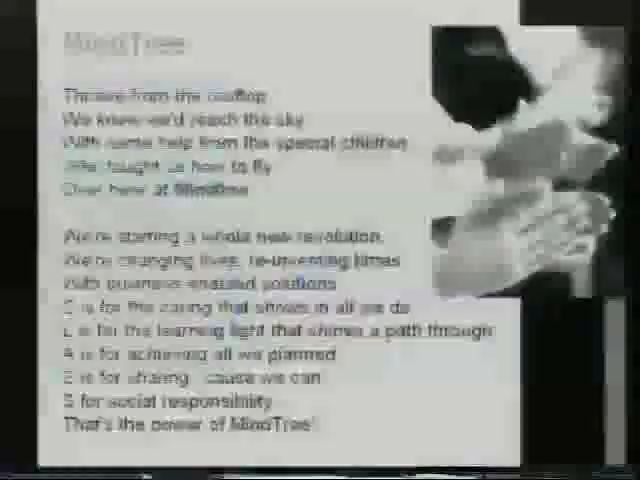 MindTree
from the rooftop
We knew we'd reach the sky
With some help from the special children
Who taught us how to fly
Over here at MindTree
We're starting a whole new revolution
We're changing lives, re-inventing times
With business enabled solutions
C is for the caring that shows in all we do
L is for the learning light that shines a path through
A is for achieving all we planned
S is for sharing cause we can
S for social responsibility
That's the power of MindTree!